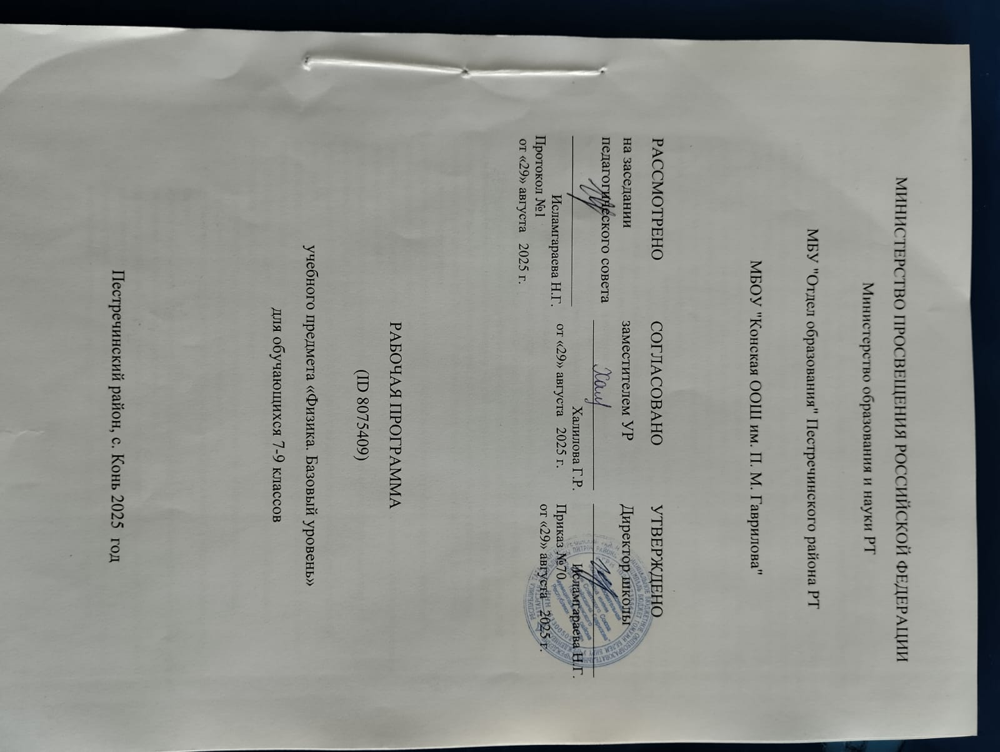 МИНИСТЕРСТВО ПРОСВЕЩЕНИЯ РОССИЙСКОЙ ФЕДЕРАЦИИ
Министерство образования и науки РТ
МБУ "Отдел образования" Пестречинского района РТ
МБОУ "Конская ООШ им. П. М. Гаврилова"
РАССМОТРЕНО
на заседании
педагогического совета
Исламгараева Н.Г.
Протокол №1
от «29» августа 2025 г.
СОГЛАСОВАНО
заместителем УР
Хал
Халилова Г.Р.
от «29» августа 2025 г.
УТВЕРЖДЕНО
Директор школы
Исламгараева Н.Г.
Приказ №70
от «29» августа 2025 г.
РАБОЧАЯ ПРОГРАММА
(ID 8075409)
учебного предмета «Физика. Базовый уровень»
для обучающихся 7-9 классов
Пестречинский район, с. Конь 2025 год